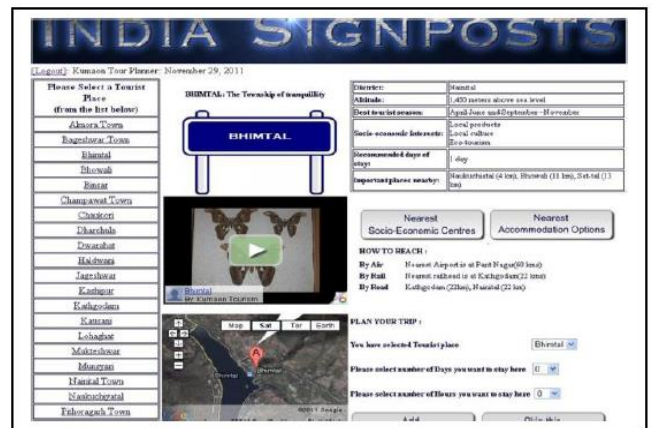 INDIA SIGNPOSTS
[Logout]: Kumaon Tour Planner: November 29, 2011
Please Select a Tourist
Place
(from the list below)
Almora Town
Bageshwar Town
Bhimtal
Bhowali
Binsar
Champawat Town
Chaukori
Dharchula
Dwarahat
Haldwani
Jageshwar
Kashipur
Kathgodam
Kausani
Lohaghat
Mukteshwar
Munsyari
Nainital Town
Naukuchiyatal
Pithoragarh Town
BHIMTAL: The Township of tranquillity
BHIMTAL
Bhimtal
By Kumaon Tourism
Map Sat Ter Earth
A
Bhimtal
Bhimtal
©2011 Google
District: Nainital
Altitude: 1,400 meters above sea level
Best tourist season: April-June and September - November
Socio-economic interests: Local products
Local culture
Eco-tourism
Recommended days of
stay: 1 day
Important places nearby: Naukuchiatal (4 km), Bhowali (11 km), Sat-tal (13
km)
Nearest
Socio-Economic Centres
Nearest
Accommodation Options
HOW TO REACH :
By Air Nearest Airport is at Pant Nagar(60 kms)
By Rail Nearest railhead is at Kathgodam(22 kms)
By Road Kathgodam (22km), Nainital (22 km)
PLAN YOUR TRIP :
You have selected Tourist place Bhimtal
Please select number of Days you want to stay here 0
Please select number of Hours you want to stay here 0
Add
Skip this